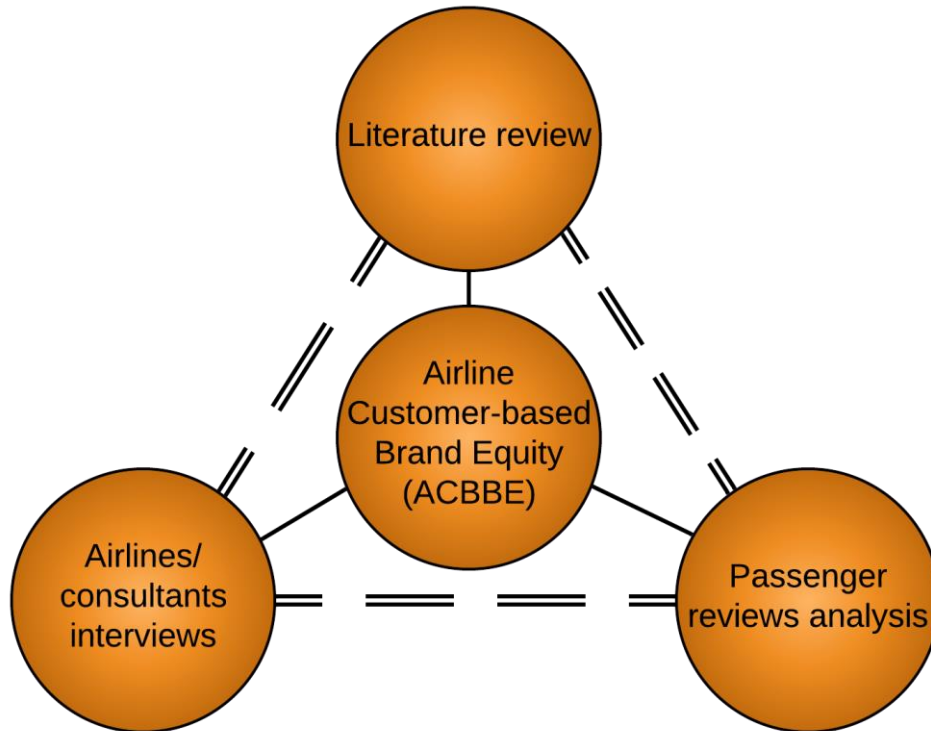 Literature review
Airline
Customer-based
Brand Equity
(ACBBE)
Airlines/
consultants
interviews
Passenger
reviews analysis